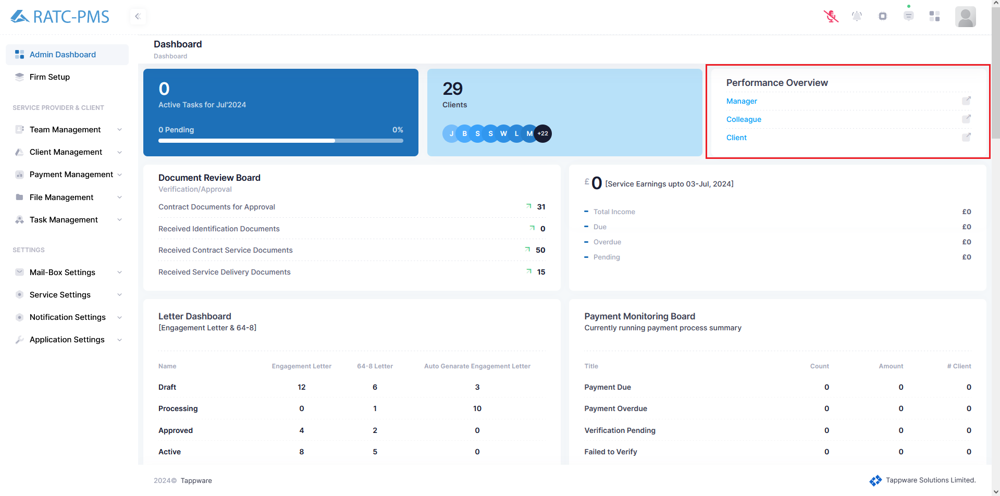 RATC-PMS
Admin Dashboard
Firm Setup
SERVICE PROVIDER & CLIENT
Team Management
Client Management
Payment Management
File Management
Task Management
SETTINGS
Mail-Box Settings
Service Settings
Notification Settings
Application Settings
Dashboard
Dashboard
0
Active Tasks for Jul'2024
0 Pending 0%
29
Clients
J B S S W L M +22
Performance Overview
Manager
Colleague
Client
Document Review Board
Verification/Approval
Contract Documents for Approval 31
Received Identification Documents 0
Received Contract Service Documents 50
Received Service Delivery Documents 15
£ 0 [Service Earnings upto 03-Jul, 2024]
Total Income £0
Due £0
Overdue £0
Pending £0
Letter Dashboard
[Engagement Letter & 64-8]
Name Engagement Letter 64-8 Letter Auto Genarate Engagement Letter
Draft 12 6 3
Processing 0 1 10
Approved 4 2 0
Active 8 5 0
Payment Monitoring Board
Currently running payment process summary
Title Count Amount # Client
Payment Due 0 0 0
Payment Overdue 0 0 0
Verification Pending 0 0 0
Failed to Verify 0 0 0
2024© Tappware
Tappware Solutions Limited.